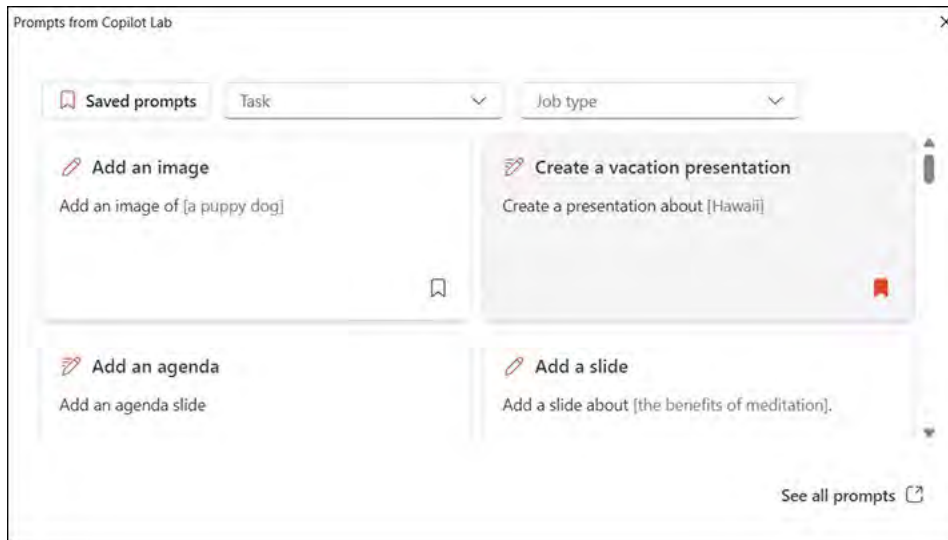 Prompts from Copilot Lab
Saved prompts
Task
Job type
Add an image
Add an image of [a puppy dog]
Create a vacation presentation
Create a presentation about [Hawaii]
Add an agenda
Add an agenda slide
Add a slide
Add a slide about [the benefits of meditation].
See all prompts